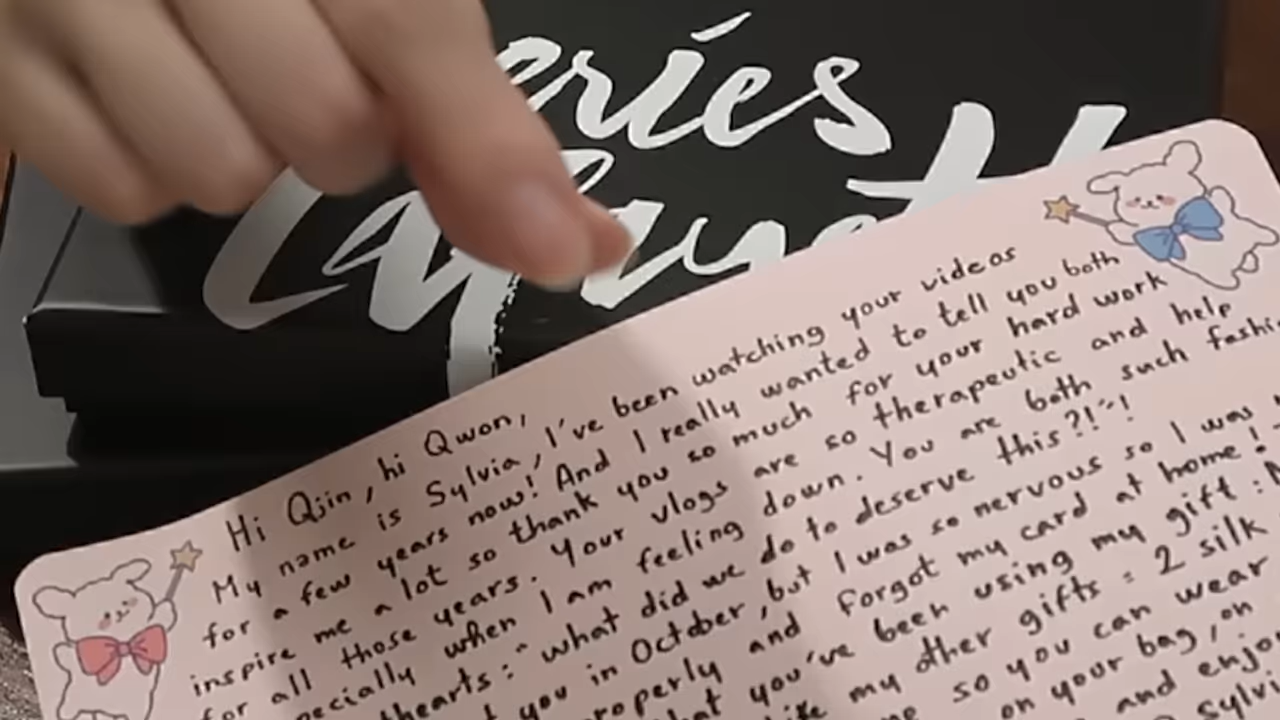 eries
Hi Qjin, hi Qwon,
My name is Sylvia, I've been watching your videos
for a few years now! And I really wanted to tell you both
inspire me a lot so thank you so much for your hard work
for all those years. Your vlogs are so therapeutic and help
pecially when I am feeling down. You are both such fashi
hearts: "what did we do to deserve this?!"!
you in October, but I was so nervous so I was
roperly and forgot my card at home!
hat you've been using my gift :
my other gifts : 2 silk
so you can wear
on your bag, on
and enjo
Sylvi